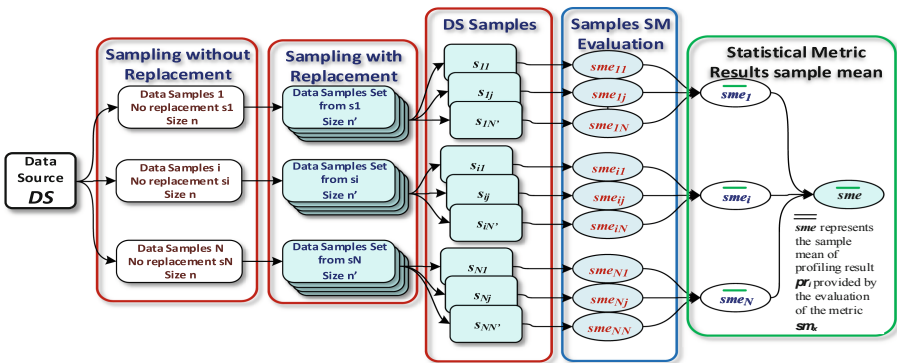 Sampling without
Replacement
Sampling with
Replacement
DS Samples
Samples SM
Evaluation
Statistical Metric
Results sample mean
Data
Source
DS
Data Samples 1
No replacement s1
Size n
Data Samples i
No replacement si
Size n
Data Samples N
No replacement sN
Size n
Data Samples Set
from s1
Size n’
Data Samples Set
from si
Size n’
Data Samples Set
from sN
Size n’
s11
s1j
s1N’
si1
sij
siN’
sN1
sNj
sNN’
sme11
sme1j
sme1N
smei1
smeij
smeiN
smeN1
smeNj
smeNN
sme1
smei
smeN
sme
sme represents
the sample
mean of
profiling result
pri provided by
the evaluation
of the metric
smx